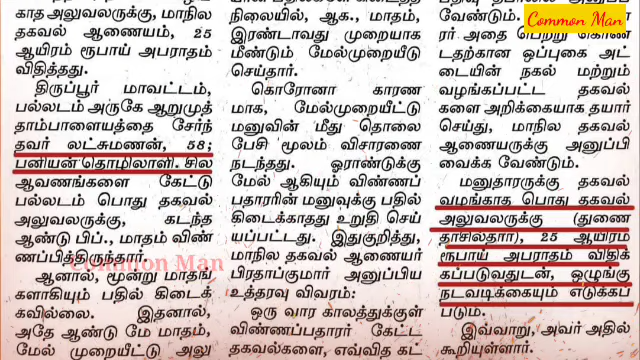 காத அலுவலருக்கு, மாநில
தகவல் ஆணையம், 25
ஆயிரம் ரூபாய் அபராதம்
விதித்தது.
திருப்பூர் மாவட்டம்,
பல்லடம் அருகே ஆறுமுத்
தாம்பாளையத்தை சேர்ந்
தவர் லட்சுமணன், 58;
பனியன் தொழிலாளி. சில
ஆவணங்களை கேட்டு
பல்லடம் பொது தகவல்
அலுவலருக்கு, கடந்த
ஆண்டு பிப்., மாதம் விண்
ணப்பித்திருந்தார்.
ஆனால், மூன்று மாதங்
களாகியும் பதில் கிடைக்
கவில்லை. இதனால்,
அதே ஆண்டு மே மாதம்,
மேல் முறையீட்டு அலு
நிலையில், ஆக., மாதம்,
இரண்டாவது முறையாக
மீண்டும் மேல்முறையீடு
செய்தார்.
கொரோனா காரண
மாக, மேல்முறையீட்டு
மனுவின் மீது தொலை
பேசி மூலம் விசாரணை
நடந்தது. ஓராண்டுக்கு
மேல் ஆகியும் விண்ணப்
பதாரரின் மனுவுக்கு பதில்
கிடைக்காதது உறுதி செய்
யப்பட்டது. இதுகுறித்து,
மாநில தகவல் ஆணையர்
பிரதாப்குமார் அனுப்பிய
உத்தரவு விவரம்:
ஒரு வார காலத்துக்குள்
விண்ணப்பதாரர் கேட்ட
தகவல்களை, எவ்வித கட்
வேண்டும்.
ரர் அதை பெற்று கொண்
டதற்கான ஒப்புகை அட்
டையின் நகல் மற்றும்
வழங்கப்பட்ட தகவல்
களை அறிக்கையாக தயார்
செய்து, மாநில தகவல்
ஆணையருக்கு அனுப்பி
வைக்க வேண்டும்.
மனுதாரருக்கு தகவல்
வழங்காத பொது தகவல்
அலுவலருக்கு (துணை
தாசில்தார்), 25 ஆயிரம்
ரூபாய் அபராதம் விதிக்
கப்படுவதுடன், ஒழுங்கு
நடவடிக்கையும் எடுக்கப்
படும்.
இவ்வாறு, அவர் அதில்
கூறியுள்ளார்.
Common Man
Common Man